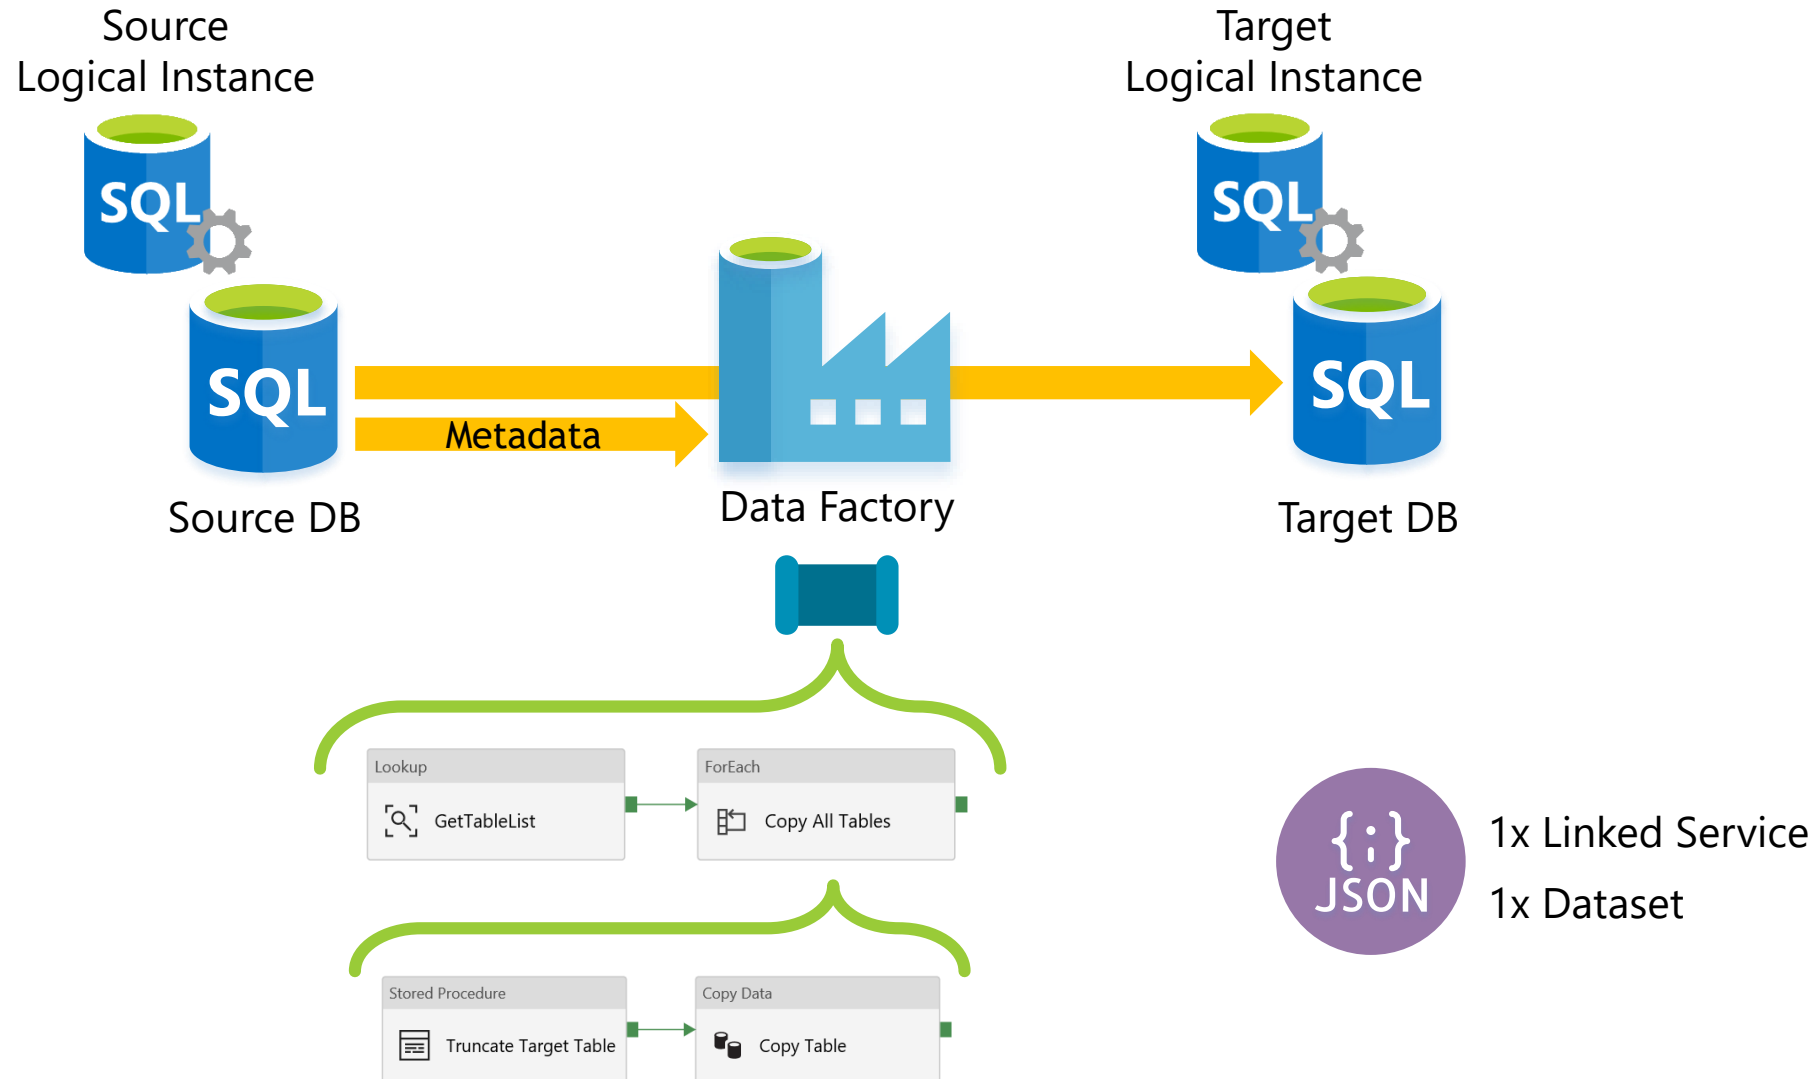 Source
Logical Instance
Target
Logical Instance
SQL
SQL
SQL
SQL
Metadata
Source DB
Data Factory
Target DB
Lookup
GetTableList
ForEach
Copy All Tables
{;}
JSON
1x Linked Service
1x Dataset
Stored Procedure
Truncate Target Table
Copy Data
Copy Table